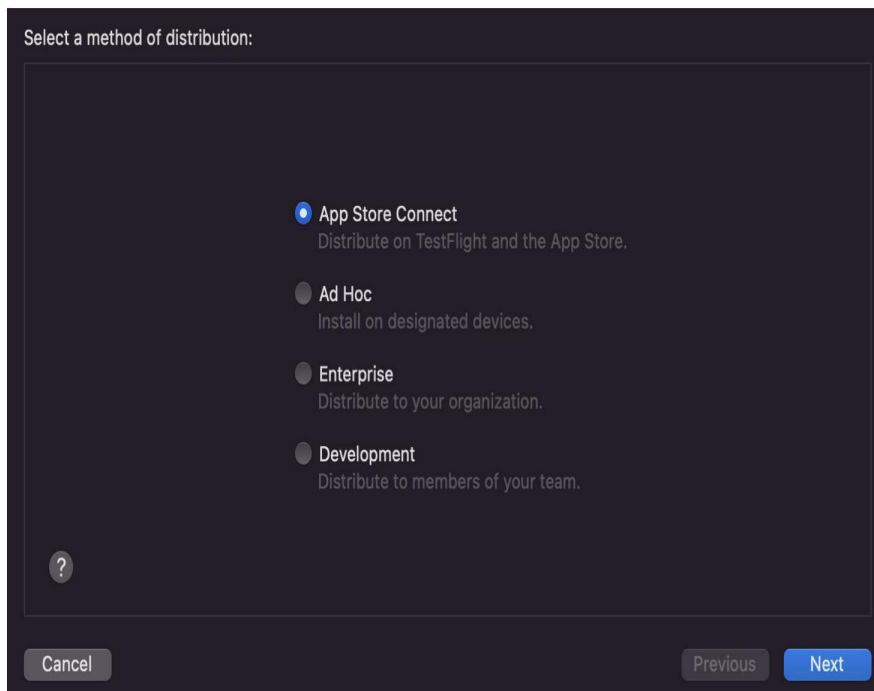 Select a method of distribution:
App Store Connect
Distribute on TestFlight and the App Store.
Ad Hoc
Install on designated devices.
Enterprise
Distribute to your organization.
Development
Distribute to members of your team.
?
Cancel
Previous
Next